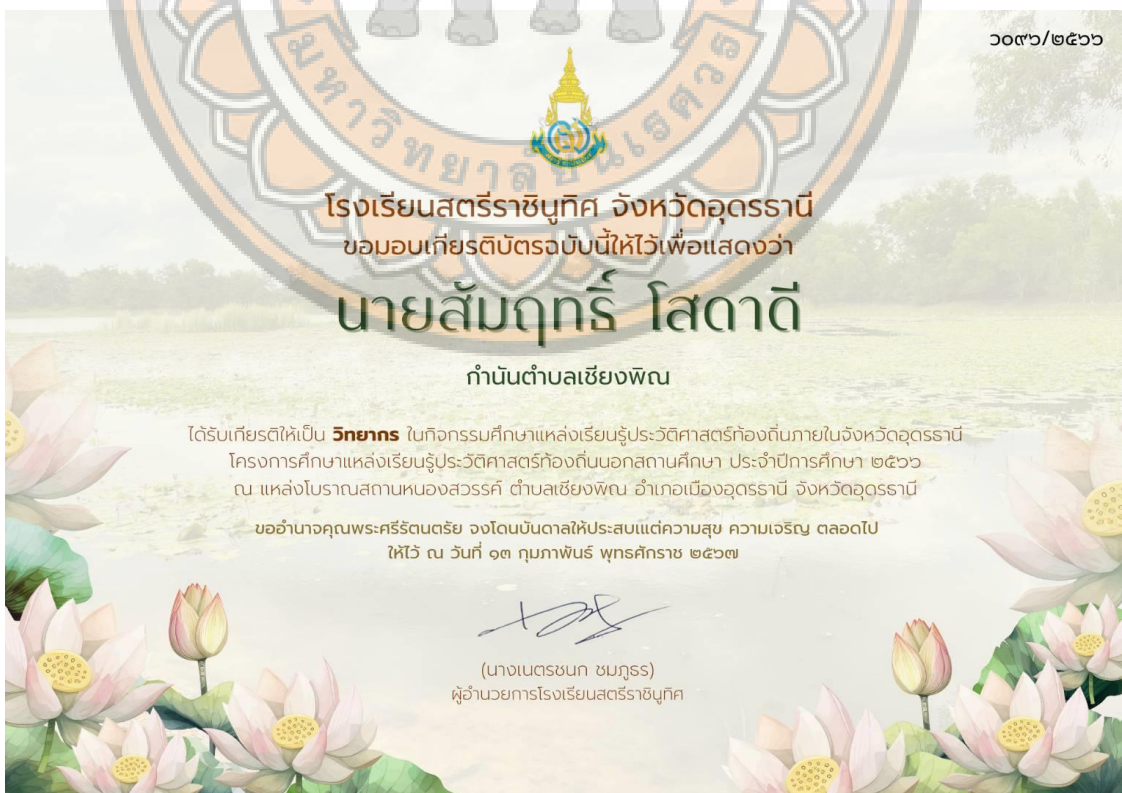 ๑๐๙๖/๒๕๖๖
มหาวิทยาลัยนเรศวร
โรงเรียนสตรีราชินูทิศ จังหวัดอุดรธานี
ขอมอบเกียรติบัตรฉบับนี้ให้ไว้เพื่อแสดงว่า
นายสัมฤทธิ์ โสดาดี
กำนันตำบลเชียงพิณ
ได้รับเกียรติให้เป็น วิทยากร ในกิจกรรมศึกษาแหล่งเรียนรู้ประวัติศาสตร์ท้องถิ่นภายในจังหวัดอุดรธานี
โครงการศึกษาแหล่งเรียนรู้ประวัติศาสตร์ท้องถิ่นนอกสถานศึกษา ประจำปีการศึกษา ๒๕๖๖
ณ แหล่งโบราณสถานหนองสวรรค์ ตำบลเชียงพิณ อำเภอเมืองอุดรธานี จังหวัดอุดรธานี
ขออำนาจคุณพระศรีรัตนตรัย จงโดนบันดาลให้ประสบแต่ความสุข ความเจริญ ตลอดไป
ให้ไว้ ณ วันที่ ๑๓ กุมภาพันธ์ พุทธศักราช ๒๕๖๗
(นางเนตรชนก ชมภูธร)
ผู้อำนวยการโรงเรียนสตรีราชินูทิศ